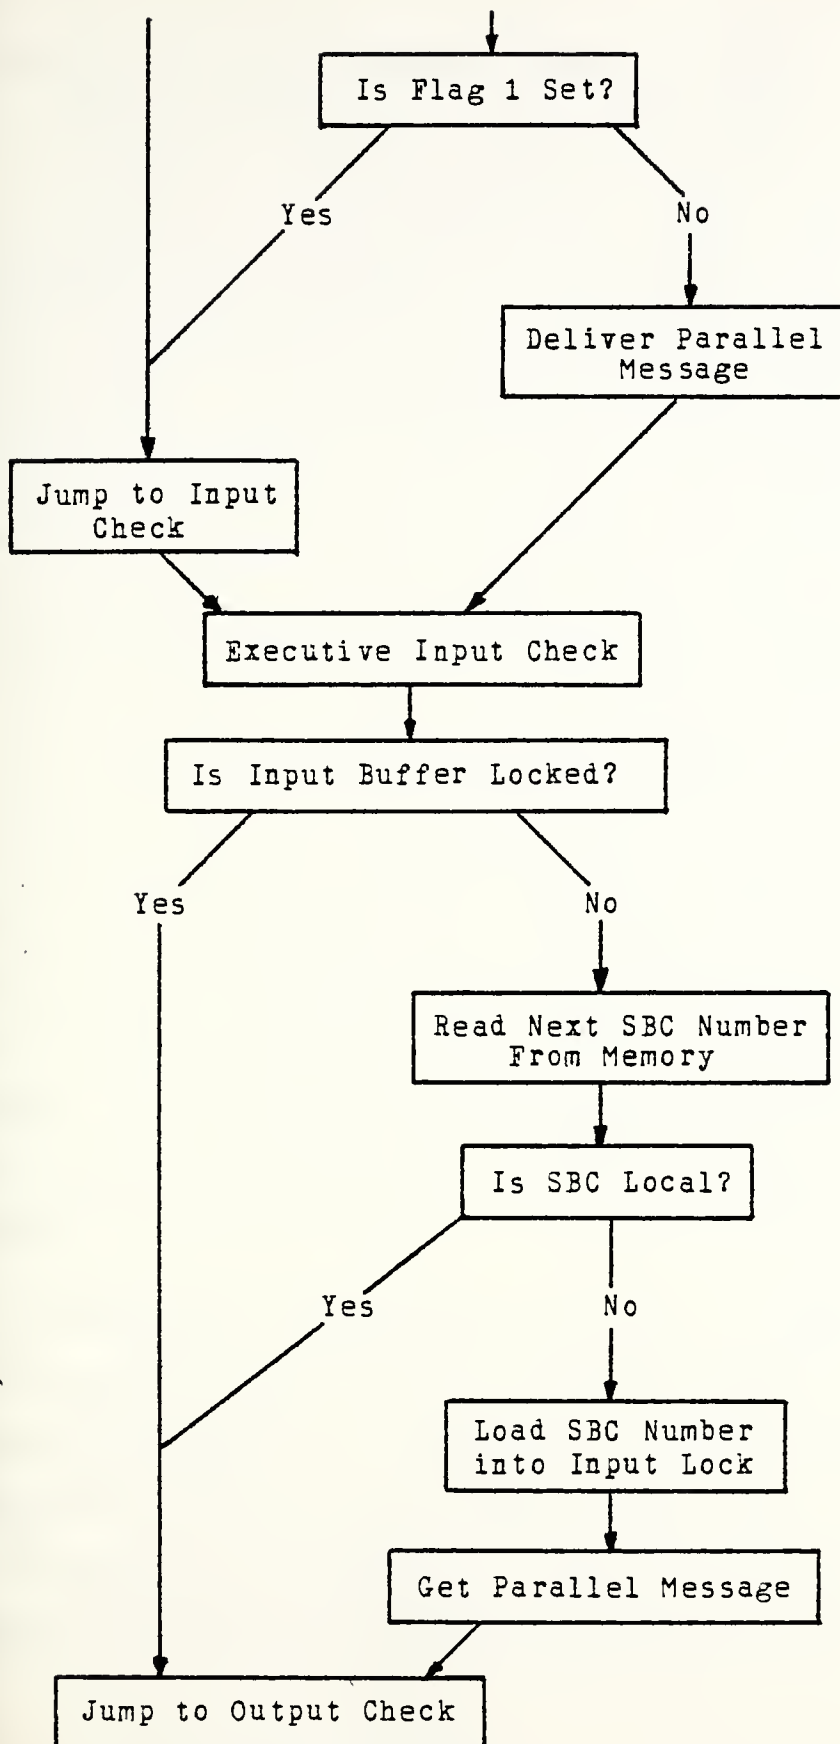 Is Flag 1 Set?
Yes
No
Deliver Parallel
Message
Jump to Input
Check
Executive Input Check
Is Input Buffer Locked?
Yes
No
Read Next SBC Number
From Memory
Is SBC Local?
Yes
No
Load SBC Number
into Input Lock
Get Parallel Message
Jump to Output Check